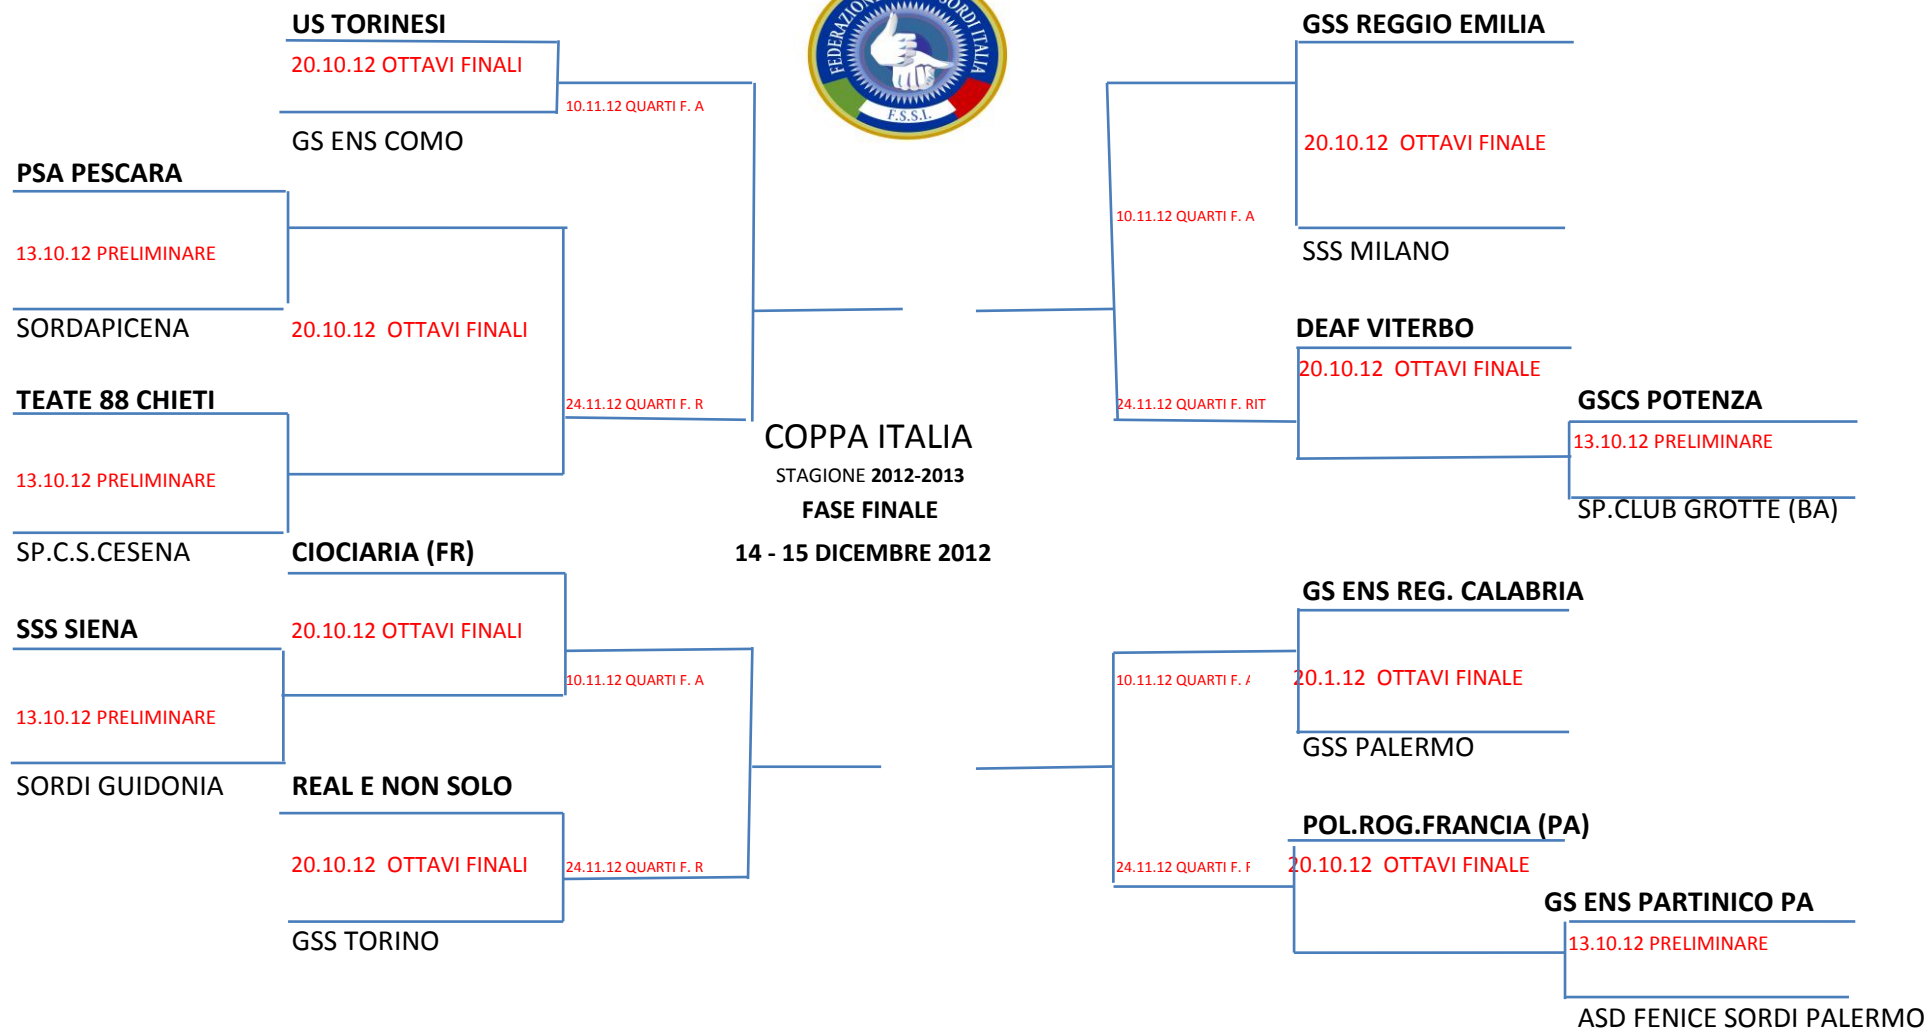 US TORINESI
20.10.12 OTTAVI FINALI
10.11.12 QUARTI F. A
GS ENS COMO
PSA PESCARA
13.10.12 PRELIMINARE
SORDAPICENA
20.10.12 OTTAVI FINALI
TEATE 88 CHIETI
24.11.12 QUARTI F. R
13.10.12 PRELIMINARE
SP.C.S.CESENA
CIOCIARIA (FR)
SSS SIENA
20.10.12 OTTAVI FINALI
10.11.12 QUARTI F. A
13.10.12 PRELIMINARE
SORDI GUIDONIA
REAL E NON SOLO
20.10.12 OTTAVI FINALI
24.11.12 QUARTI F. R
GSS TORINO
SORDI ITALIA
F.S.S.I.
COPPA ITALIA
STAGIONE 2012-2013
FASE FINALE
14 - 15 DICEMBRE 2012
GSS REGGIO EMILIA
20.10.12 OTTAVI FINALE
10.11.12 QUARTI F. A
SSS MILANO
DEAF VITERBO
20.10.12 OTTAVI FINALE
24.11.12 QUARTI F. RIT
GSCS POTENZA
13.10.12 PRELIMINARE
SP.CLUB GROTTE (BA)
GS ENS REG. CALABRIA
10.11.12 QUARTI F.
20.1.12 OTTAVI FINALE
GSS PALERMO
POL.ROG.FRANCIA (PA)
24.11.12 QUARTI F.
20.10.12 OTTAVI FINALE
GS ENS PARTINICO PA
13.10.12 PRELIMINARE
ASD FENICE SORDI PALERMO